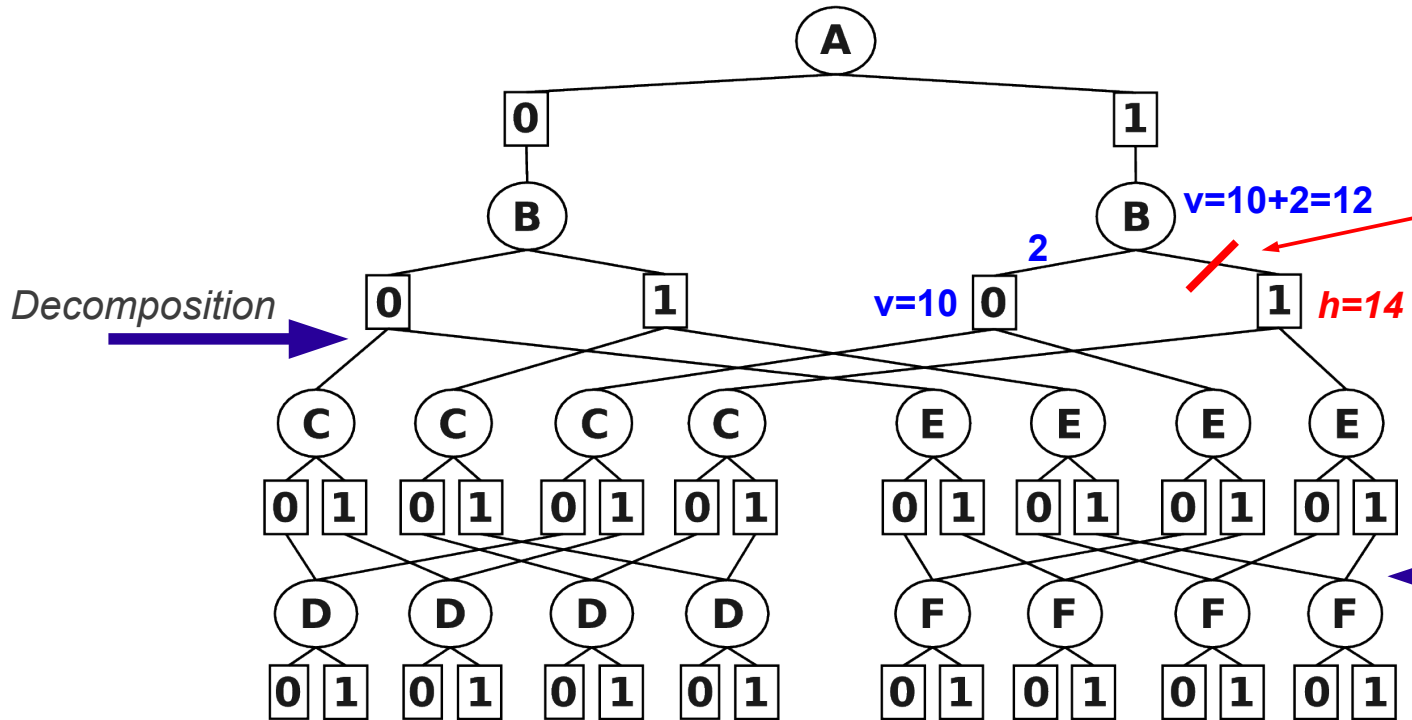 A
0 1
B B v=10+2=12
2
Decomposition 0 1 v=10 0 1 h=14
C C C C E E E E
0 1 0 1 0 1 0 1 0 1 0 1 0 1 0 1
D D D D F F F F
0 1 0 1 0 1 0 1 0 1 0 1 0 1 0 1